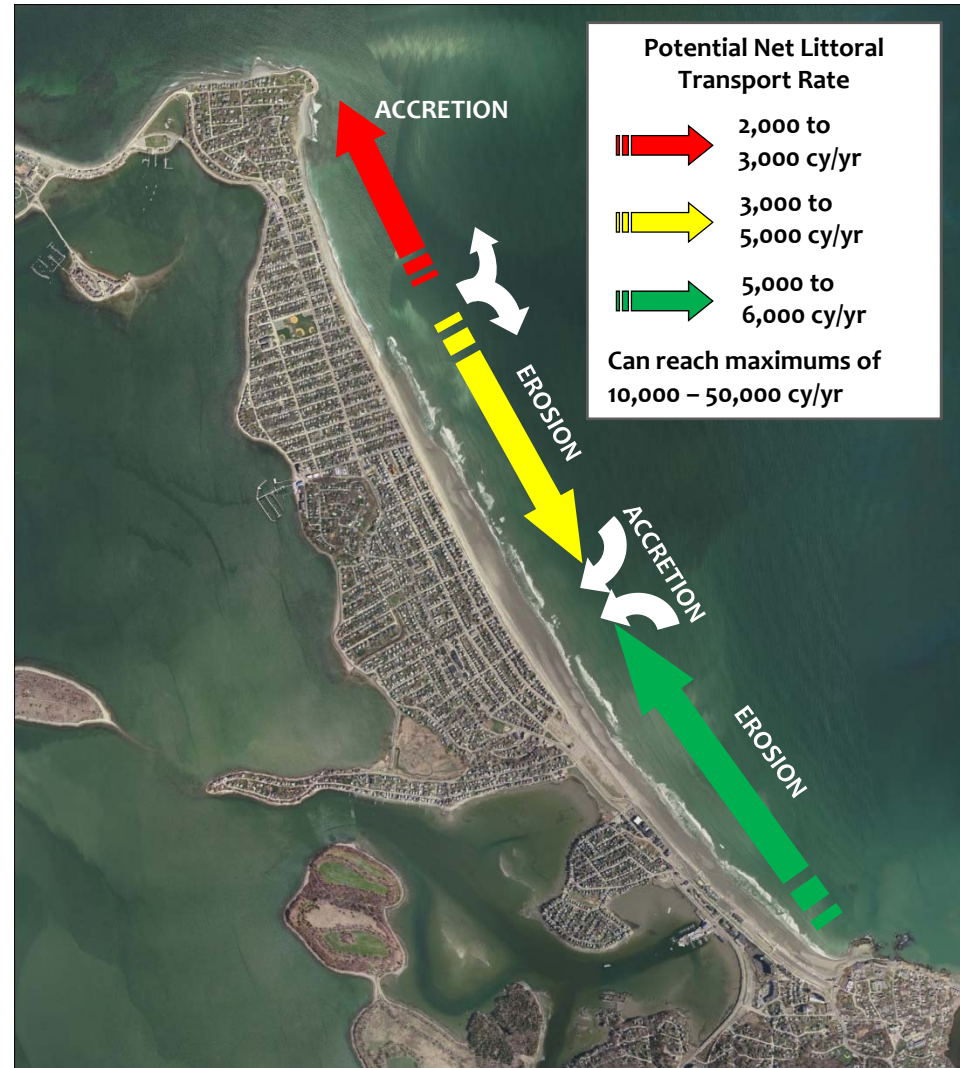 Potential Net Littoral
Transport Rate
2,000 to
3,000 cy/yr
3,000 to
5,000 cy/yr
5,000 to
6,000 cy/yr
Can reach maximums of
10,000 – 50,000 cy/yr
ACCRETION
EROSION
ACCRETION
EROSION